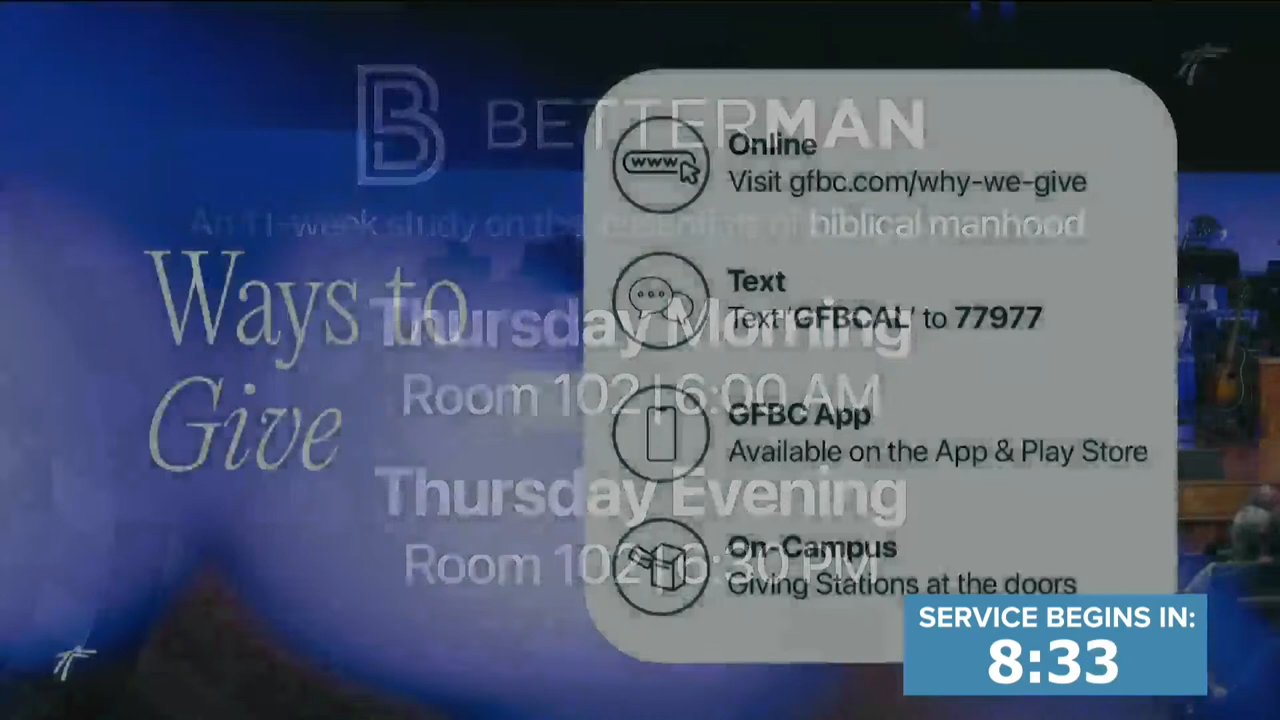 BETTERMAN
An 11-week study on the essentials of biblical manhood
Thursday Morning
Room 102 | 6:00 AM
Thursday Evening
Room 102 | 6:30 PM
Ways to
Give
www
Online
Visit gfbc.com/why-we-give
Text
Text 'GFBCAL' to 77977
GFBC App
Available on the App & Play Store
On-Campus
Giving Stations at the doors
SERVICE BEGINS IN:
8:33